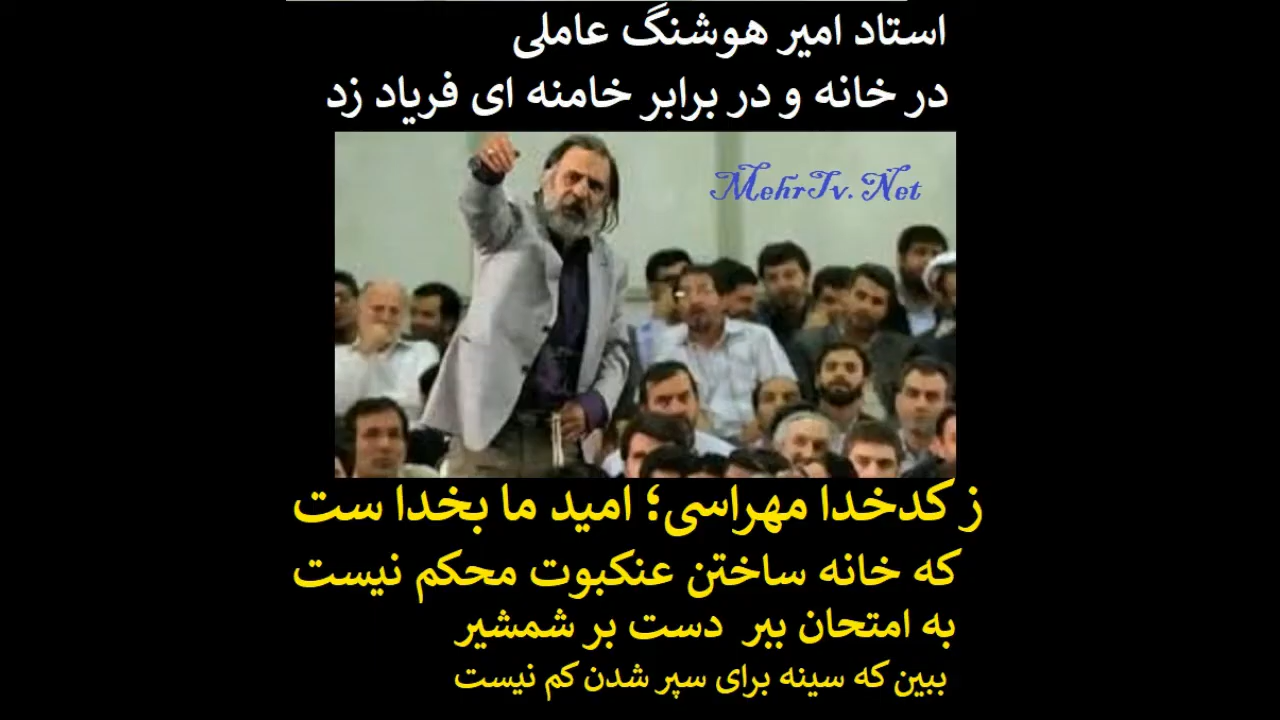 استاد امیر هوشنگ عاملی
در خانه و در برابر خامنه ای فریاد زد
MehrTv.Net
ز کدخدا مهراسی؛ امید ما بخدا ست
که خانه ساختن عنکبوت محکم نیست
به امتحان ببر دست بر شمشیر
ببین که سینه برای سپر شدن کم نیست